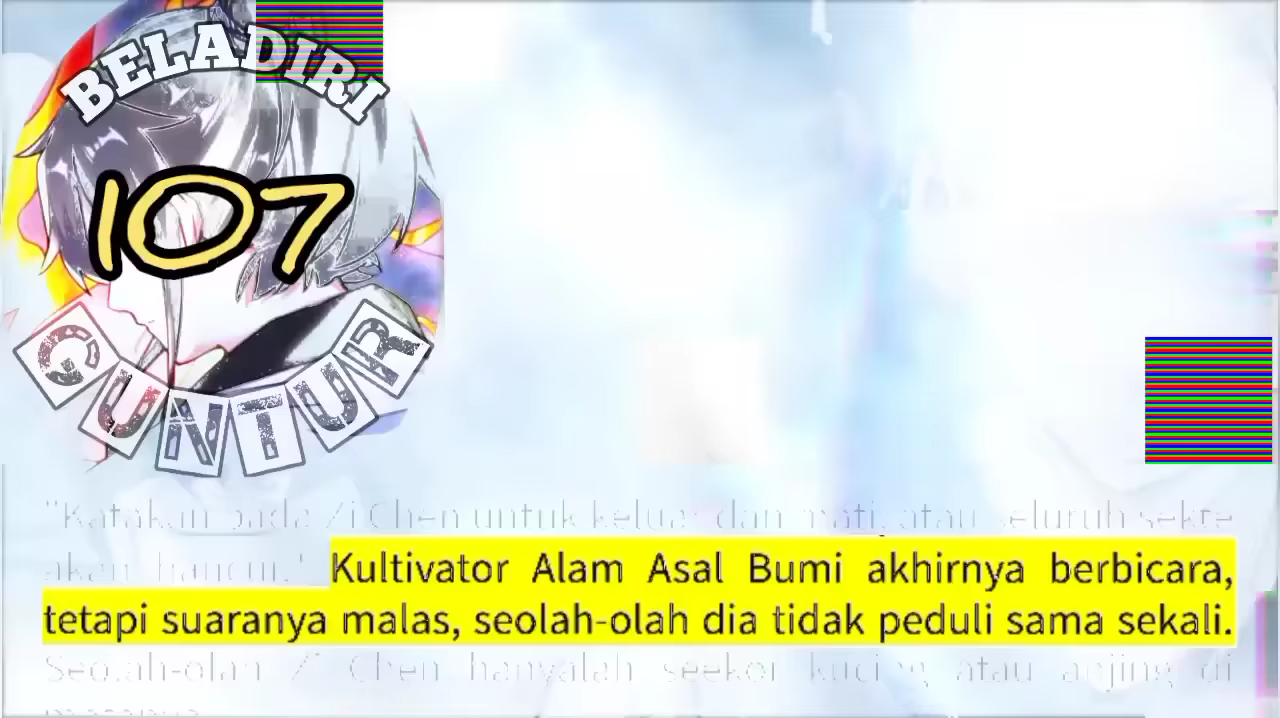 BELADIRI
107
GUNTUR
"Katakan pada Zi Chen untuk keluar dan mati, atau seluruh sekte
akan hancur." Kultivator Alam Asal Bumi akhirnya berbicara,
tetapi suaranya malas, seolah-olah dia tidak peduli sama sekali.
Seolah-olah Zi Chen hanyalah seekor kucing atau anjing di